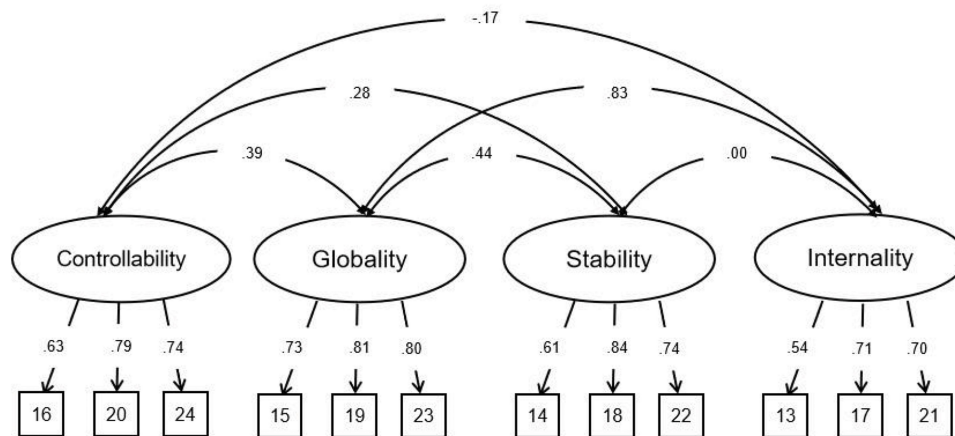 -.17
.28 .83
.39 .44 .00
Controllability Globality Stability Internality
.63 .79 .74 .73 .81 .80 .61 .84 .74 .54 .71 .70
16 20 24 15 19 23 14 18 22 13 17 21